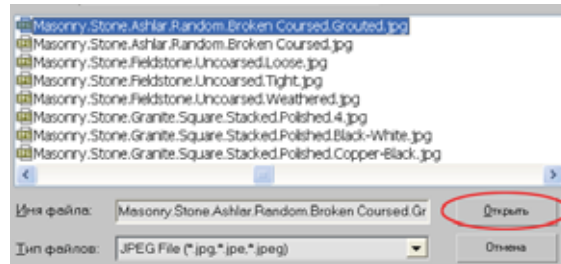 Masonry.Stone.Ashlar.Random.Broken Coursed.Grouted.jpg
Masonry.Stone.Ashlar.Random.Broken Coursed.jpg
Masonry.Stone.Fieldstone.Uncoarsed.Loose.jpg
Masonry.Stone.Fieldstone.Uncoarsed.Tight.jpg
Masonry.Stone.Fieldstone.Uncoarsed.Weathered.jpg
Masonry.Stone.Granite.Square.Stacked.Polished.4.jpg
Masonry.Stone.Granite.Square.Stacked.Polished.Black-White.jpg
Masonry.Stone.Granite.Square.Stacked.Polished.Copper-Black.jpg
Имя файла: Masonry.Stone.Ashlar.Random.Broken Coursed.Gr Открыть
Тип файлов: JPEG File (*.jpg,*.jpe,*.jpeg) Отмена